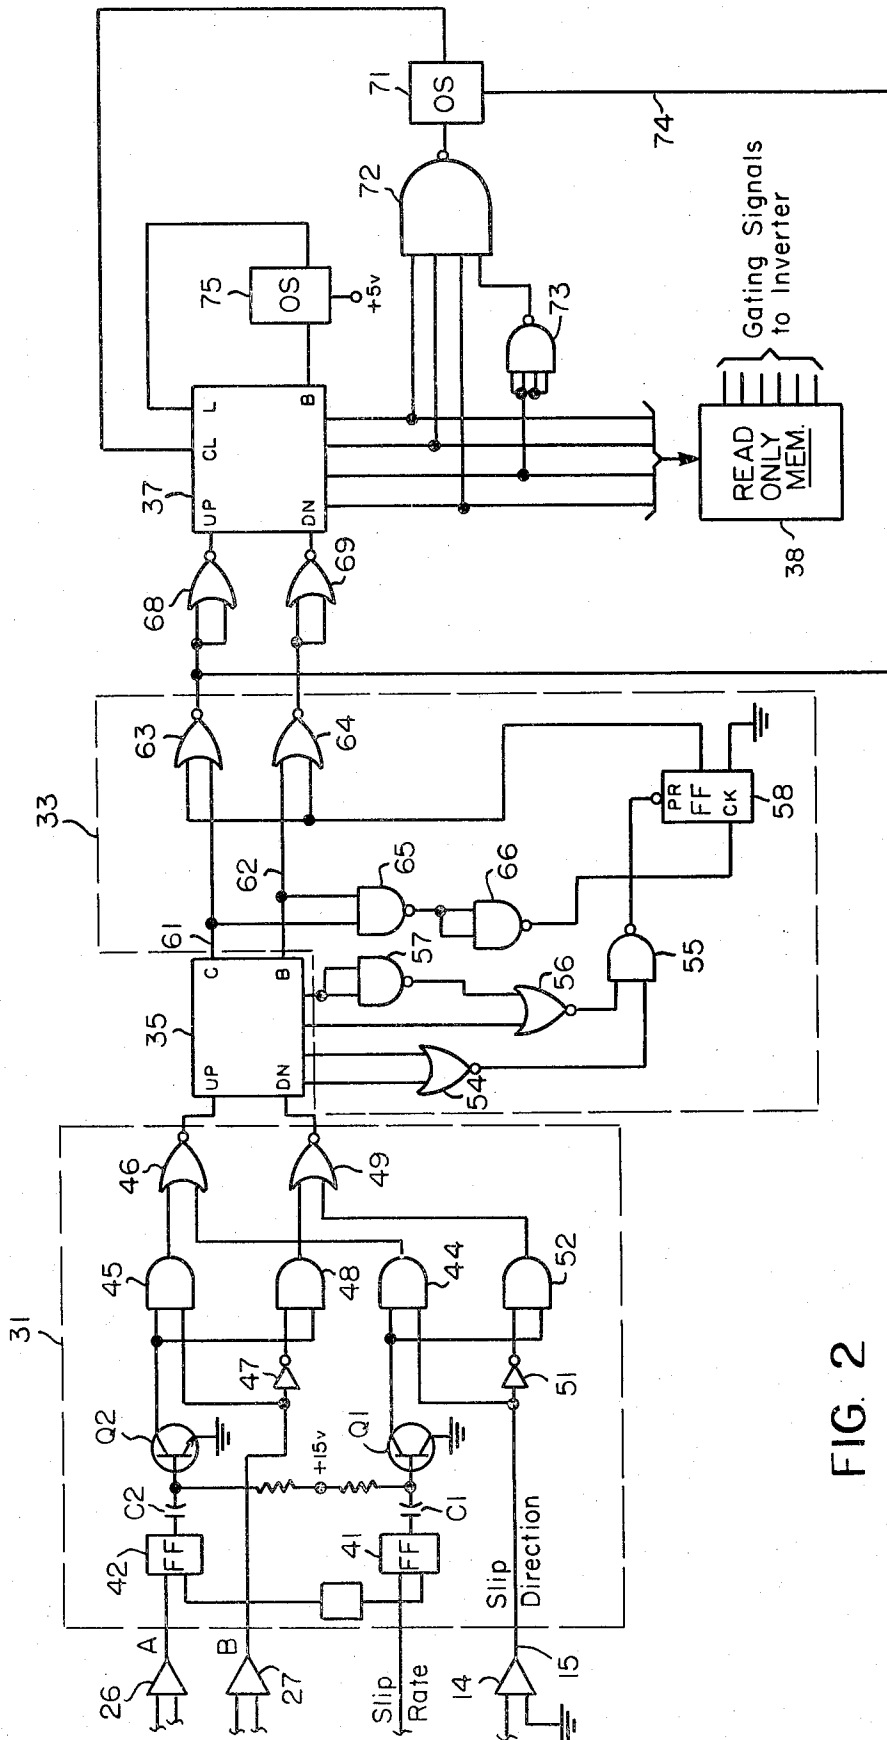 31
33
26
A
42
FF
C2
Q2
45
46
UP
35
C
61
63
68
UP
37
CL
L
75
OS
+5v
B
71
OS
72
74
27
B
47
48
49
DN
B
62
64
69
DN
73
+15v
Slip
Rate
41
FF
C1
Q1
44
54
57
56
65
66
55
PR
FF
CK
58
14
15
Slip
Direction
51
52
READ
ONLY
MEM.
38
Gating Signals
to Inverter
FIG. 2